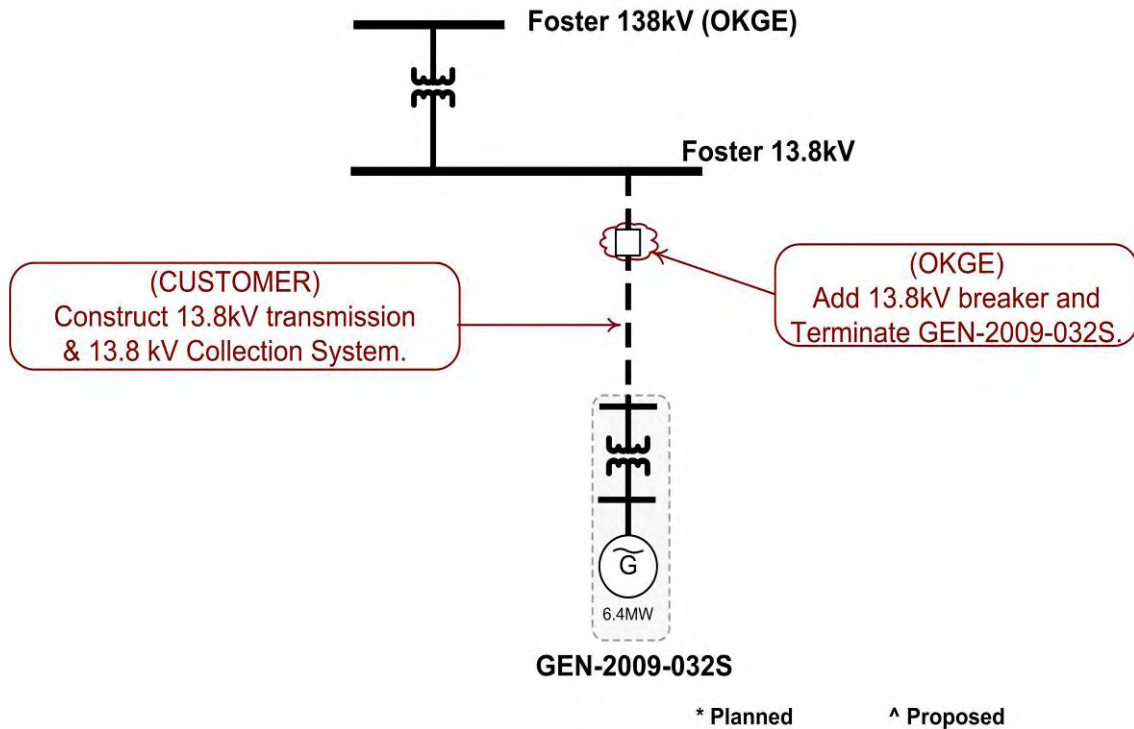 Foster 138kV (OKGE)
Foster 13.8kV
(CUSTOMER)
Construct 13.8kV transmission
& 13.8 kV Collection System.
(OKGE)
Add 13.8kV breaker and
Terminate GEN-2009-032S.
G
6.4MW
GEN-2009-032S
* Planned ^ Proposed